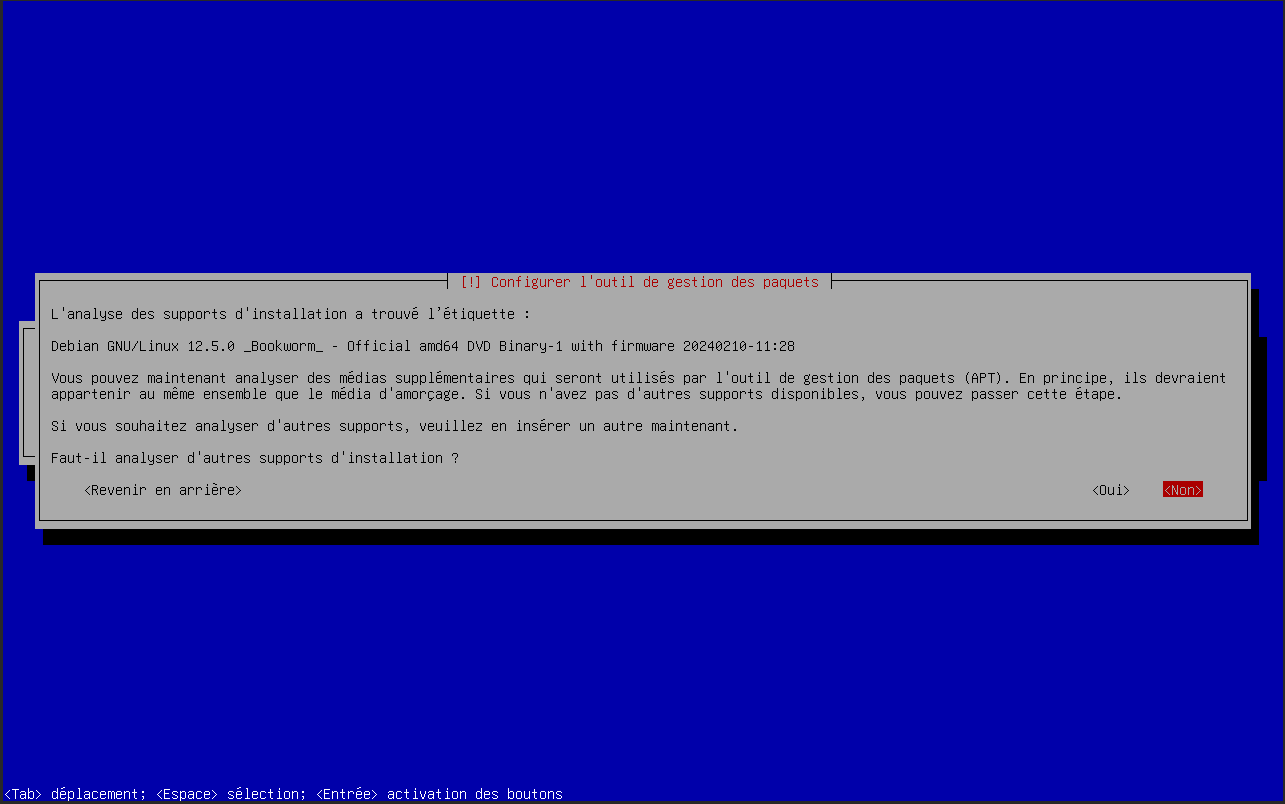 [!] Configurer l'outil de gestion des paquets
L'analyse des supports d'installation a trouvé l’étiquette :
Debian GNU/Linux 12.5.0 _Bookworm_ - Official amd64 DVD Binary-1 with firmware 20240210-11:28
Vous pouvez maintenant analyser des médias supplémentaires qui seront utilisés par l'outil de gestion des paquets (APT). En principe, ils devraient
appartenir au même ensemble que le média d'amorçage. Si vous n'avez pas d'autres supports disponibles, vous pouvez passer cette étape.
Si vous souhaitez analyser d'autres supports, veuillez en insérer un autre maintenant.
Faut-il analyser d'autres supports d'installation ?
<Revenir en arrière> <Oui> <Non>
<Tab> déplacement; <Espace> sélection; <Entrée> activation des boutons